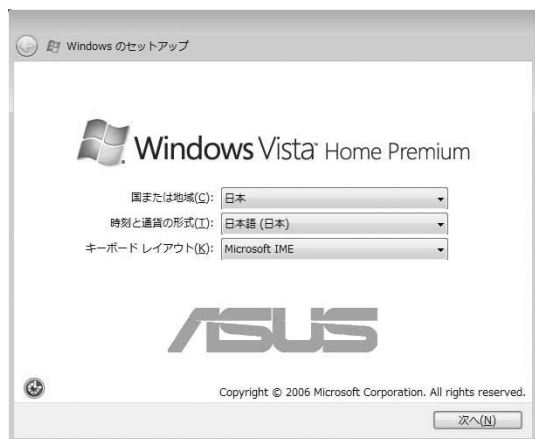 Windows のセットアップ
Windows Vista™ Home Premium
国または地域(C): 日本
時刻と通貨の形式(T): 日本語 (日本)
キーボード レイアウト(K): Microsoft IME
ASUS
Copyright © 2006 Microsoft Corporation. All rights reserved.
次へ(N)